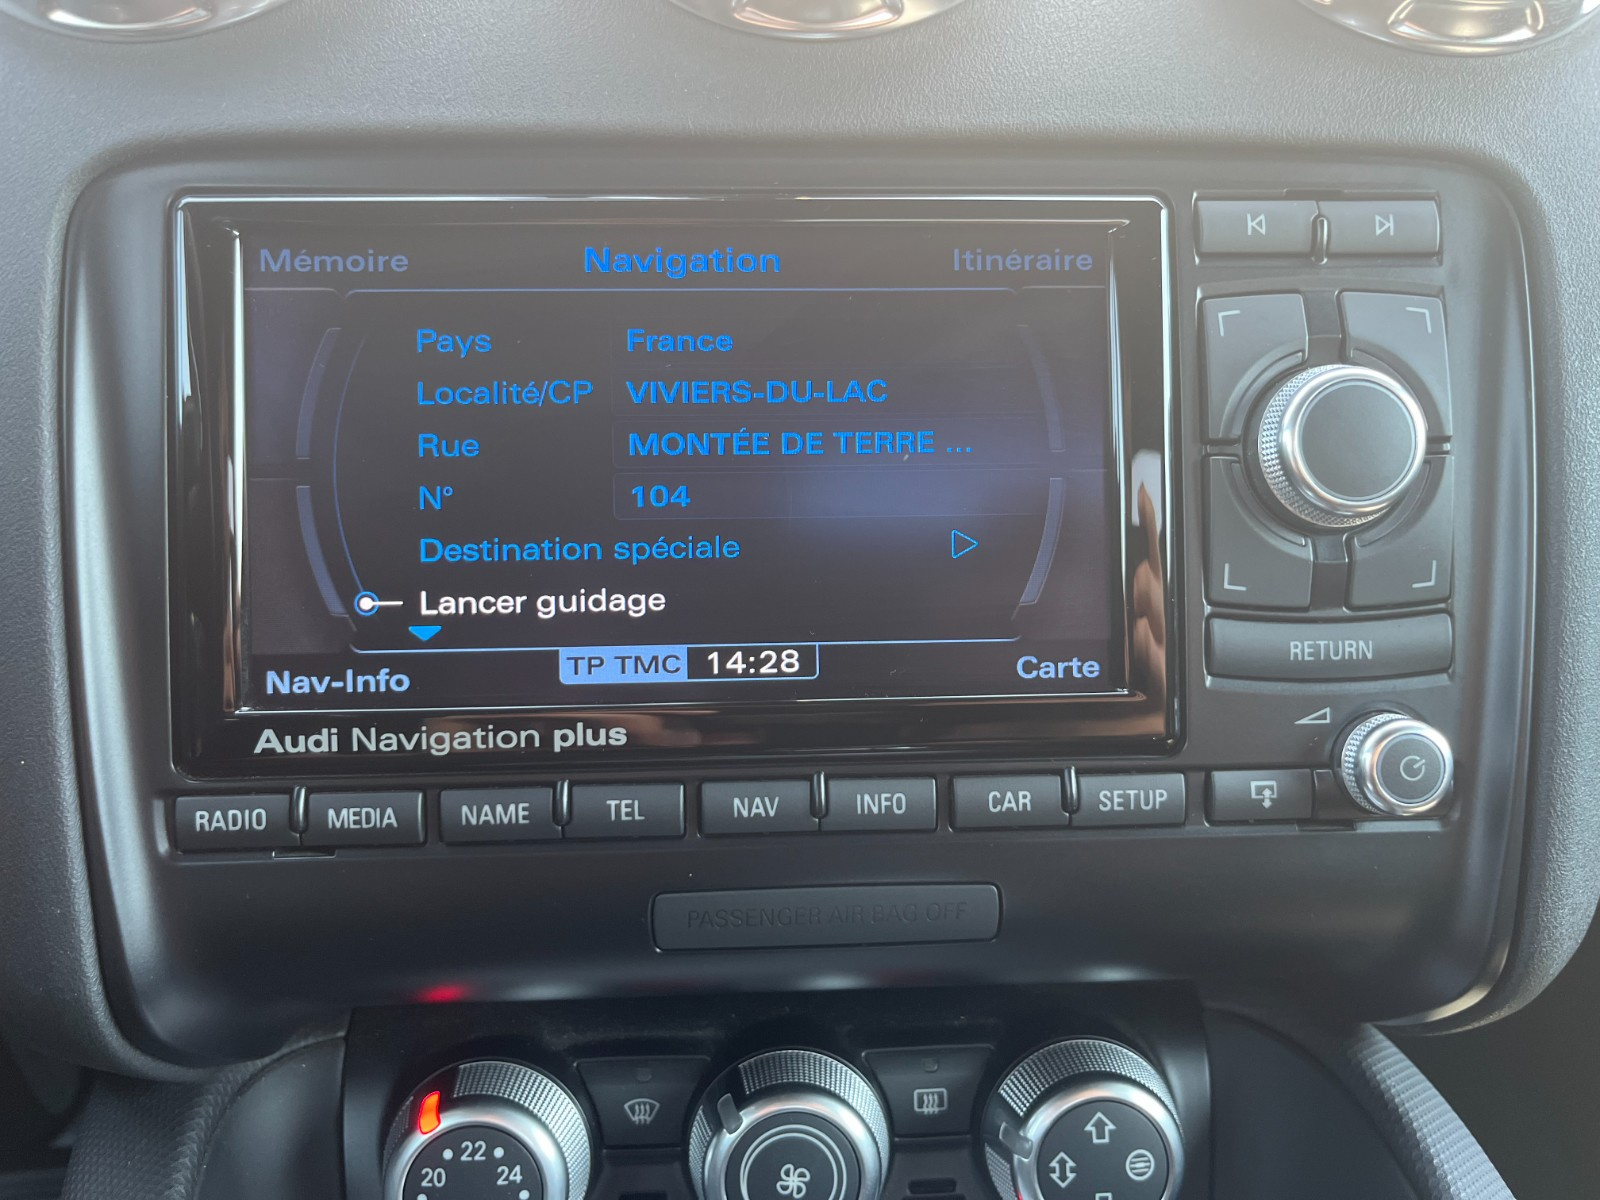 Mémoire Navigation Itinéraire
Pays France
Localité/CP VIVIERS-DU-LAC
Rue MONTÉE DE TERRE ...
N° 104
Destination spéciale
Lancer guidage
Nav-Info TP TMC 14:28 Carte
Audi Navigation plus
RETURN
RADIO MEDIA NAME TEL NAV INFO CAR SETUP
PASSENGER AIR BAG OFF
20 22 24